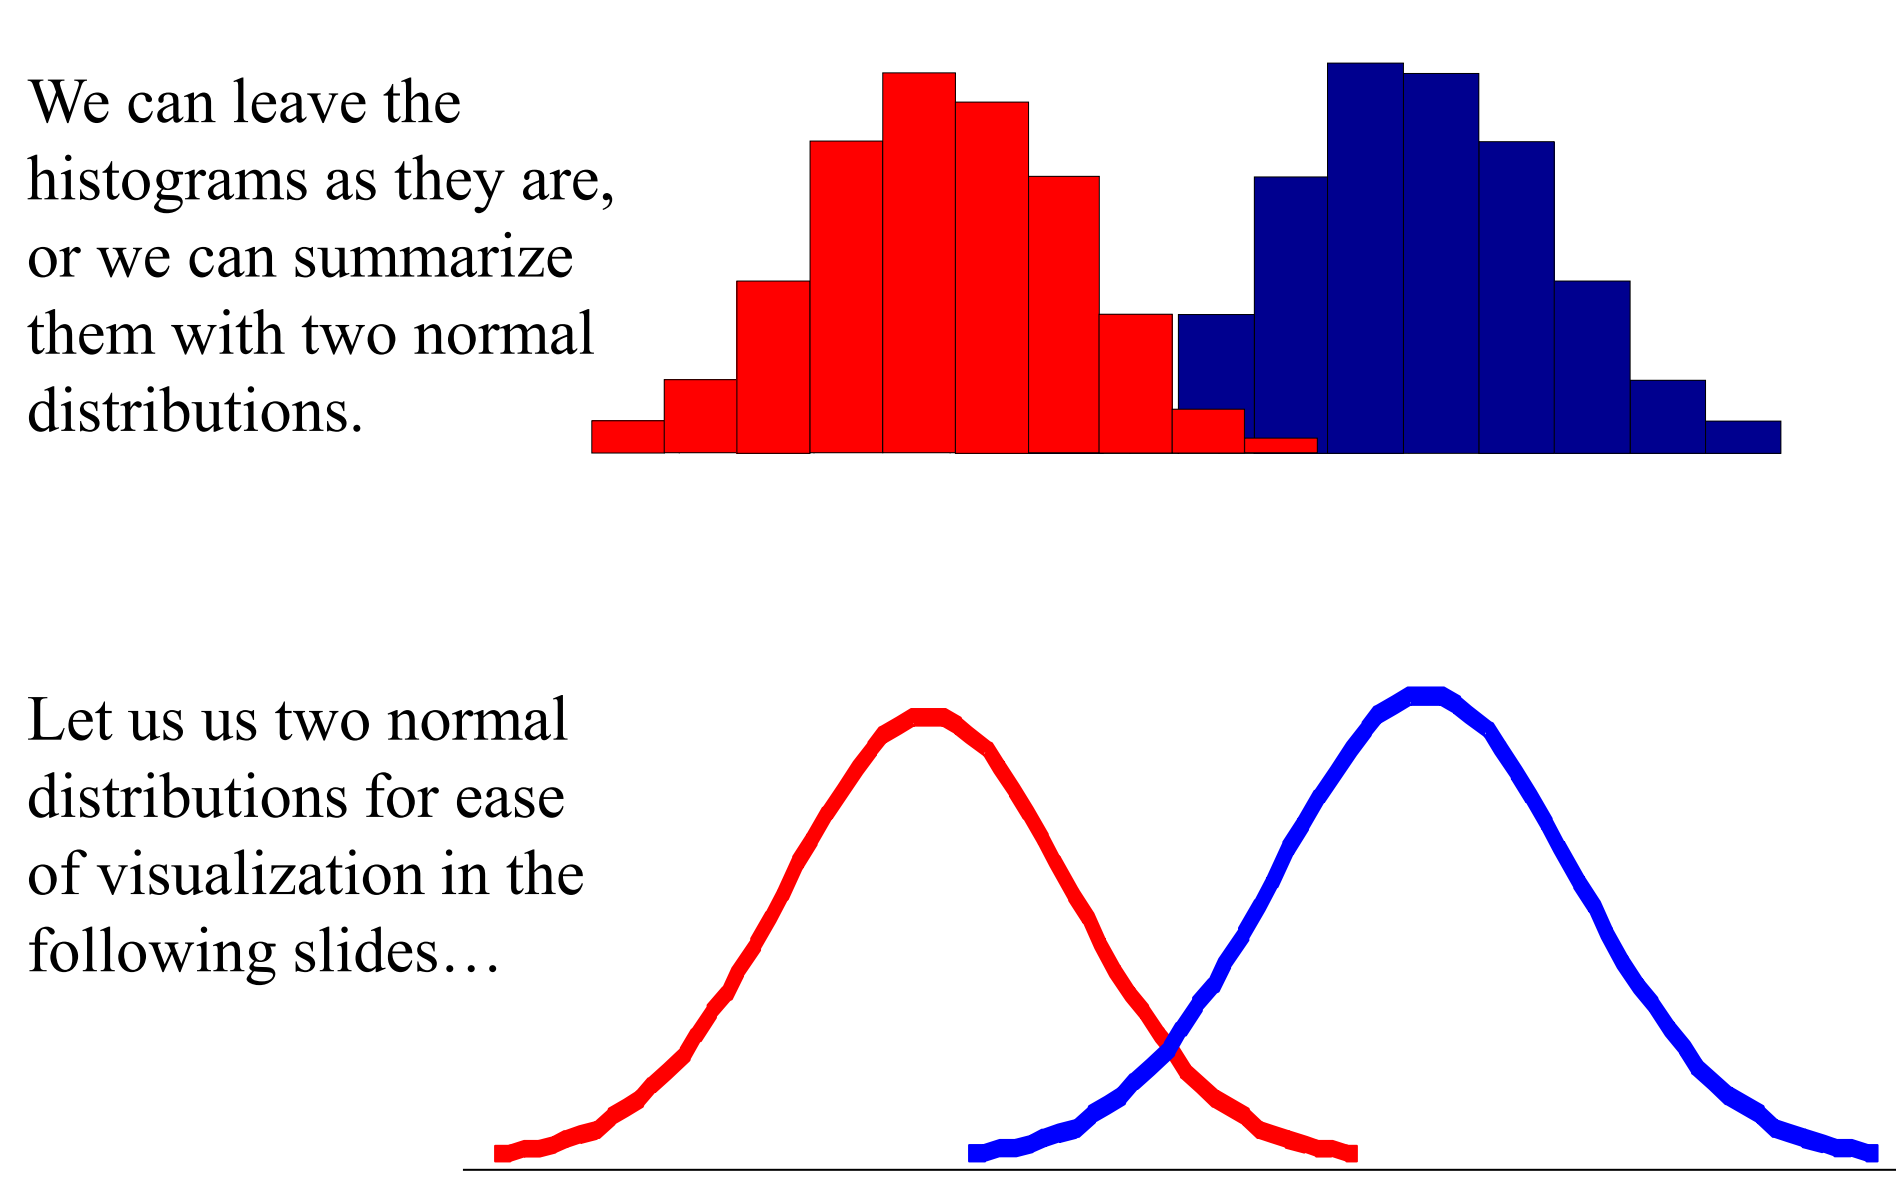 We can leave the
histograms as they are,
or we can summarize
them with two normal
distributions.
Let us us two normal
distributions for ease
of visualization in the
following slides…